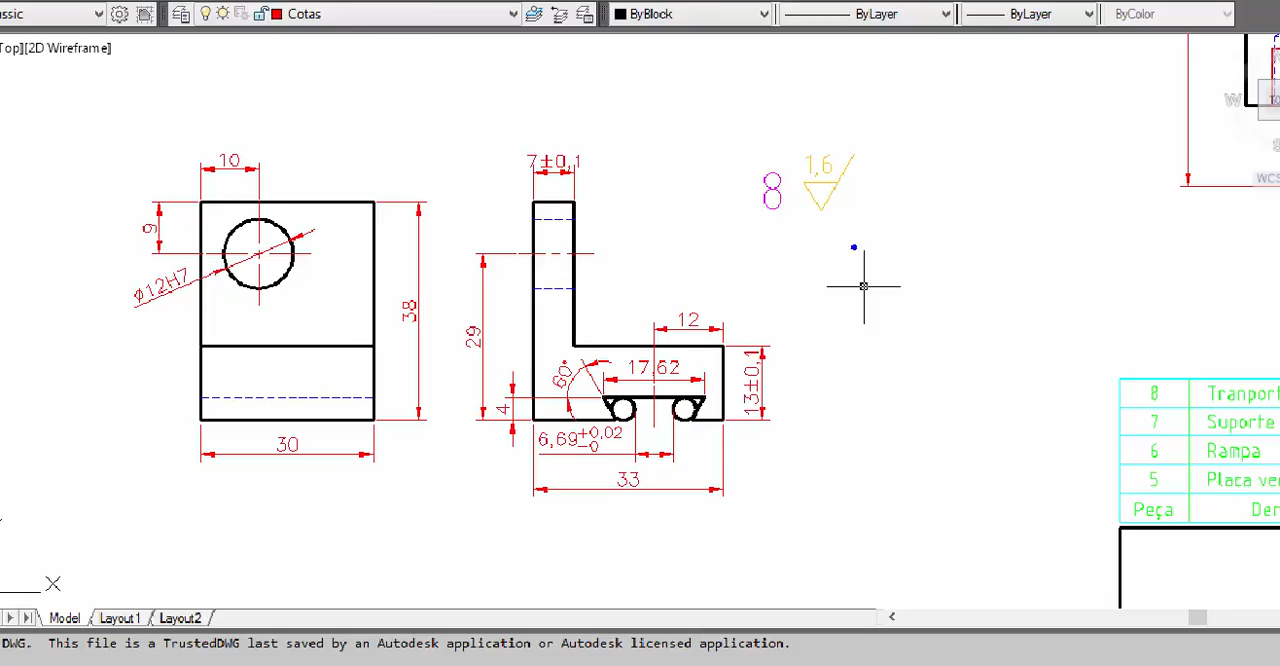 ssic
Cotas
ByBlock
ByLayer
ByLayer
ByColor
Top][2D Wireframe]
W
S
WCS
10
7±0,1
8
1,6
9
ø12H7
38
29
12
60°
17,62
13±0,1
4
6,69+0,02
-0
30
33
8 Tranport
7 Suporte
6 Rampa
5 Placa ve
Peça De
X
Model
Layout1
Layout2
DWG. This file is a TrustedDWG last saved by an Autodesk application or Autodesk licensed application.